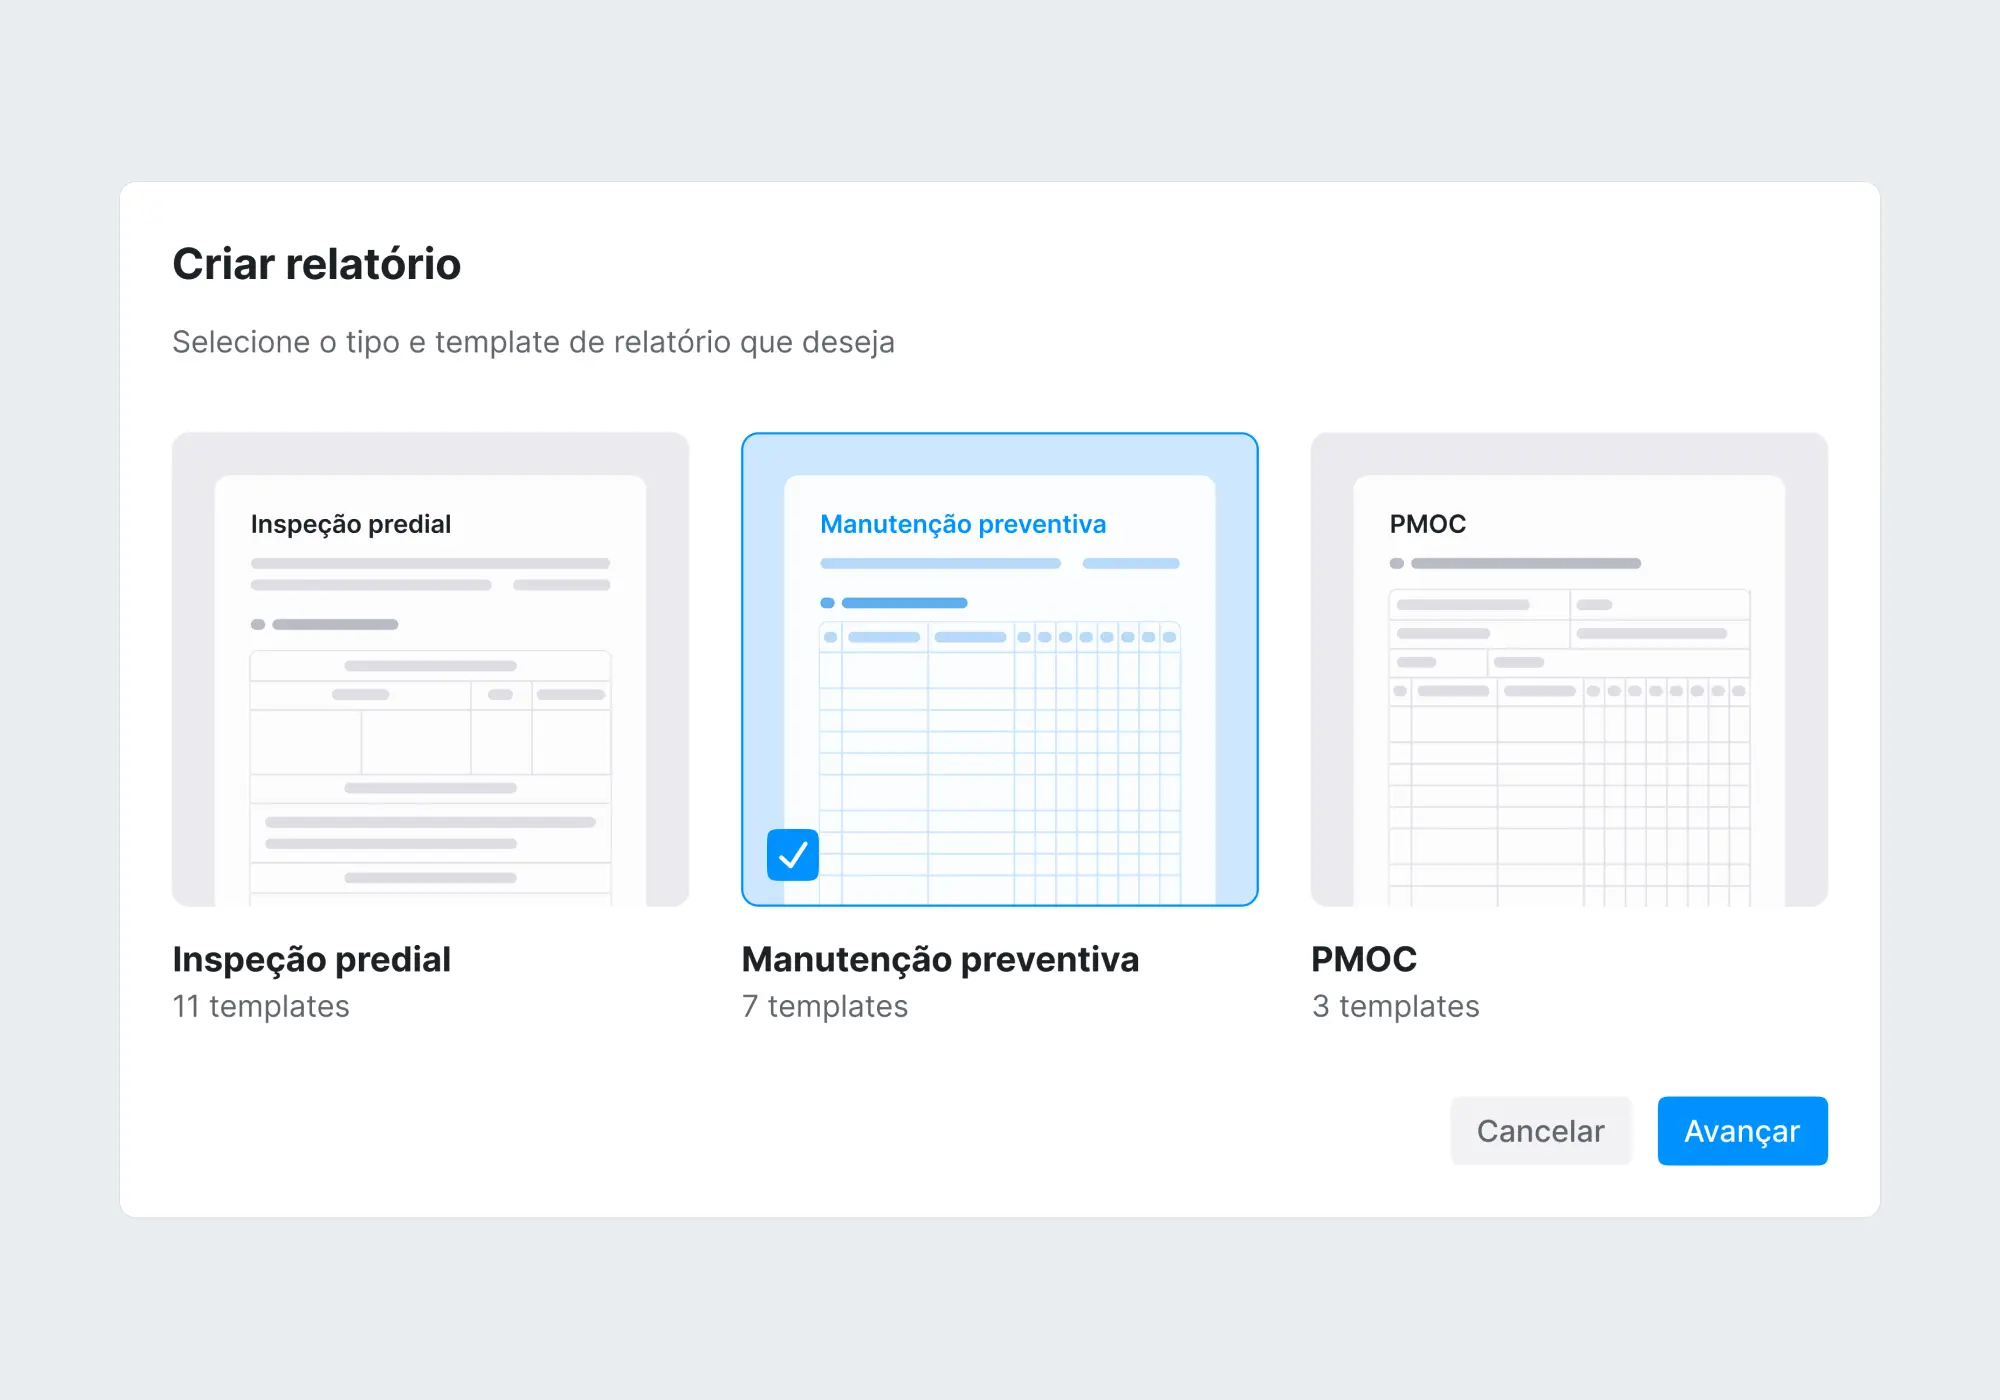 Criar relatório
Selecione o tipo e template de relatório que deseja
Inspeção predial
Manutenção preventiva
PMOC
Inspeção predial
11 templates
Manutenção preventiva
7 templates
PMOC
3 templates
Cancelar
Avançar